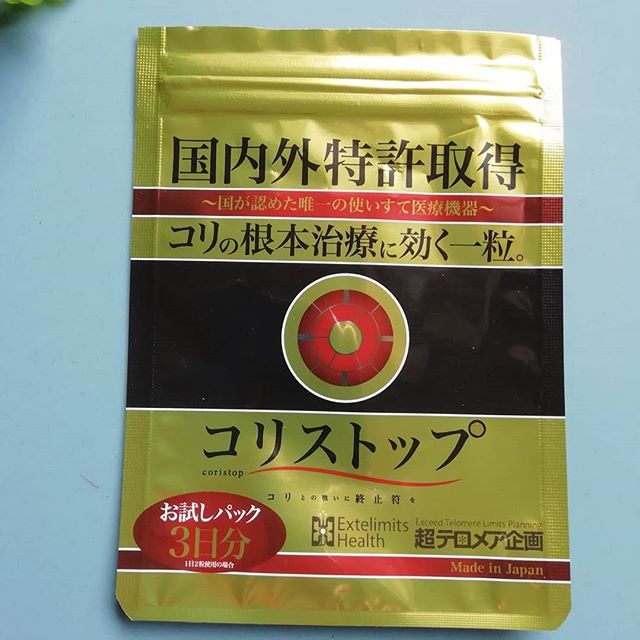 国内外特許取得
～国が認めた唯一の使いすて医療機器～
コリの根本治療に効く一粒。
コリストップ
coristop
コリとの戦いに終止符を
お試しパック
3日分
1日2粒使用の場合
Extelimits
Health
Exceed Telomere Limits Planning
超テロメア企画
Made in Japan